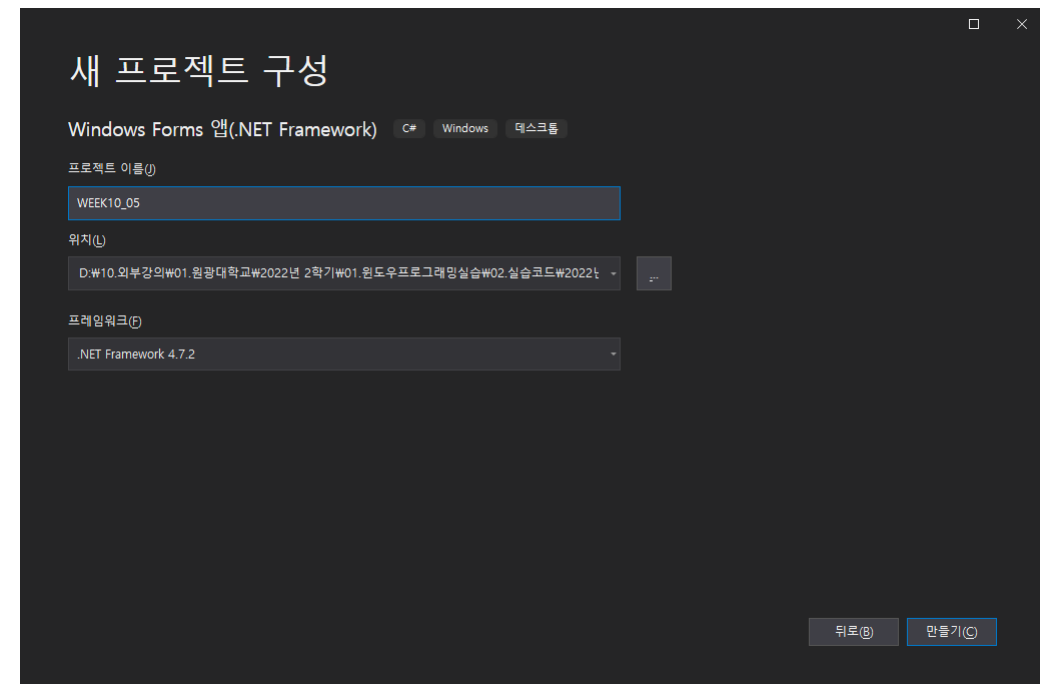 새 프로젝트 구성
Windows Forms 앱(.NET Framework) C# Windows 데스크톱
프로젝트 이름(J)
WEEK10_05
위치(L)
D:₩10.외부강의₩01.원광대학교₩2022년 2학기₩01.윈도우프로그래밍실습₩02.실습코드₩2022
...
프레임워크(F)
.NET Framework 4.7.2
뒤로(B) 만들기(C)